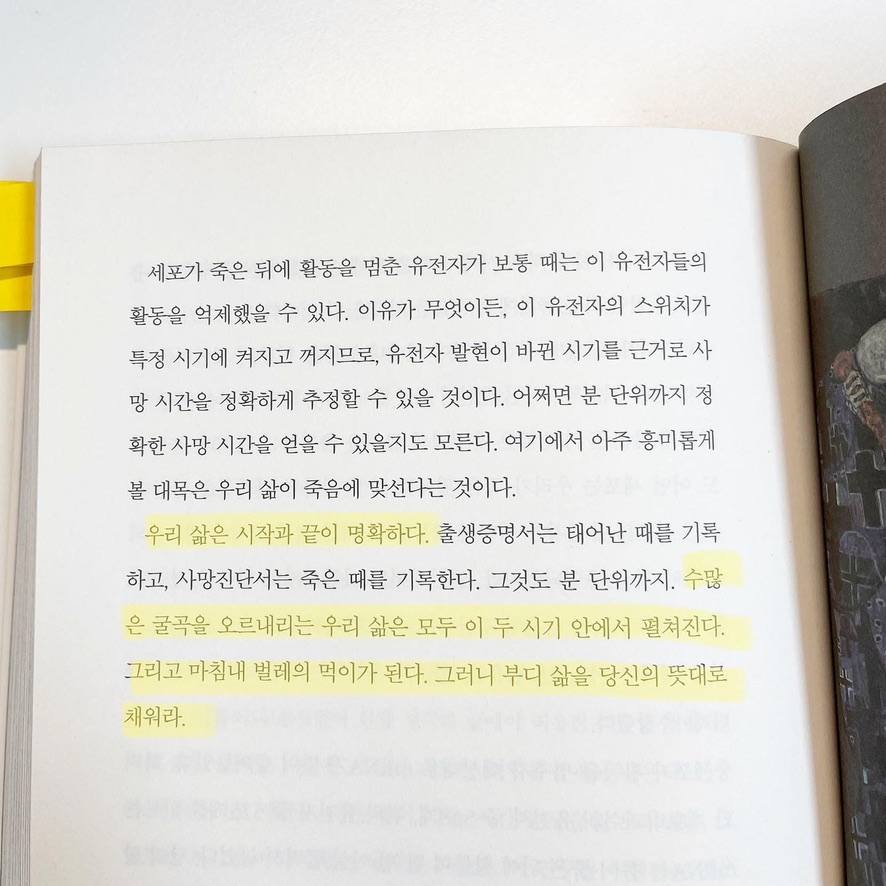 세포가 죽은 뒤에 활동을 멈춘 유전자가 보통 때는 이 유전자들의
활동을 억제했을 수 있다. 이유가 무엇이든, 이 유전자의 스위치가
특정 시기에 켜지고 꺼지므로, 유전자 발현이 바뀐 시기를 근거로 사
망 시간을 정확하게 추정할 수 있을 것이다. 어쩌면 분 단위까지 정
확한 사망 시간을 얻을 수 있을지도 모른다. 여기에서 아주 흥미롭게
볼 대목은 우리 삶이 죽음에 맞선다는 것이다.
우리 삶은 시작과 끝이 명확하다. 출생증명서는 태어난 때를 기록
하고, 사망진단서는 죽은 때를 기록한다. 그것도 분 단위까지. 수많
은 굴곡을 오르내리는 우리 삶은 모두 이 두 시기 안에서 펼쳐진다.
그리고 마침내 벌레의 먹이가 된다. 그러니 부디 삶을 당신의 뜻대로
채워라.